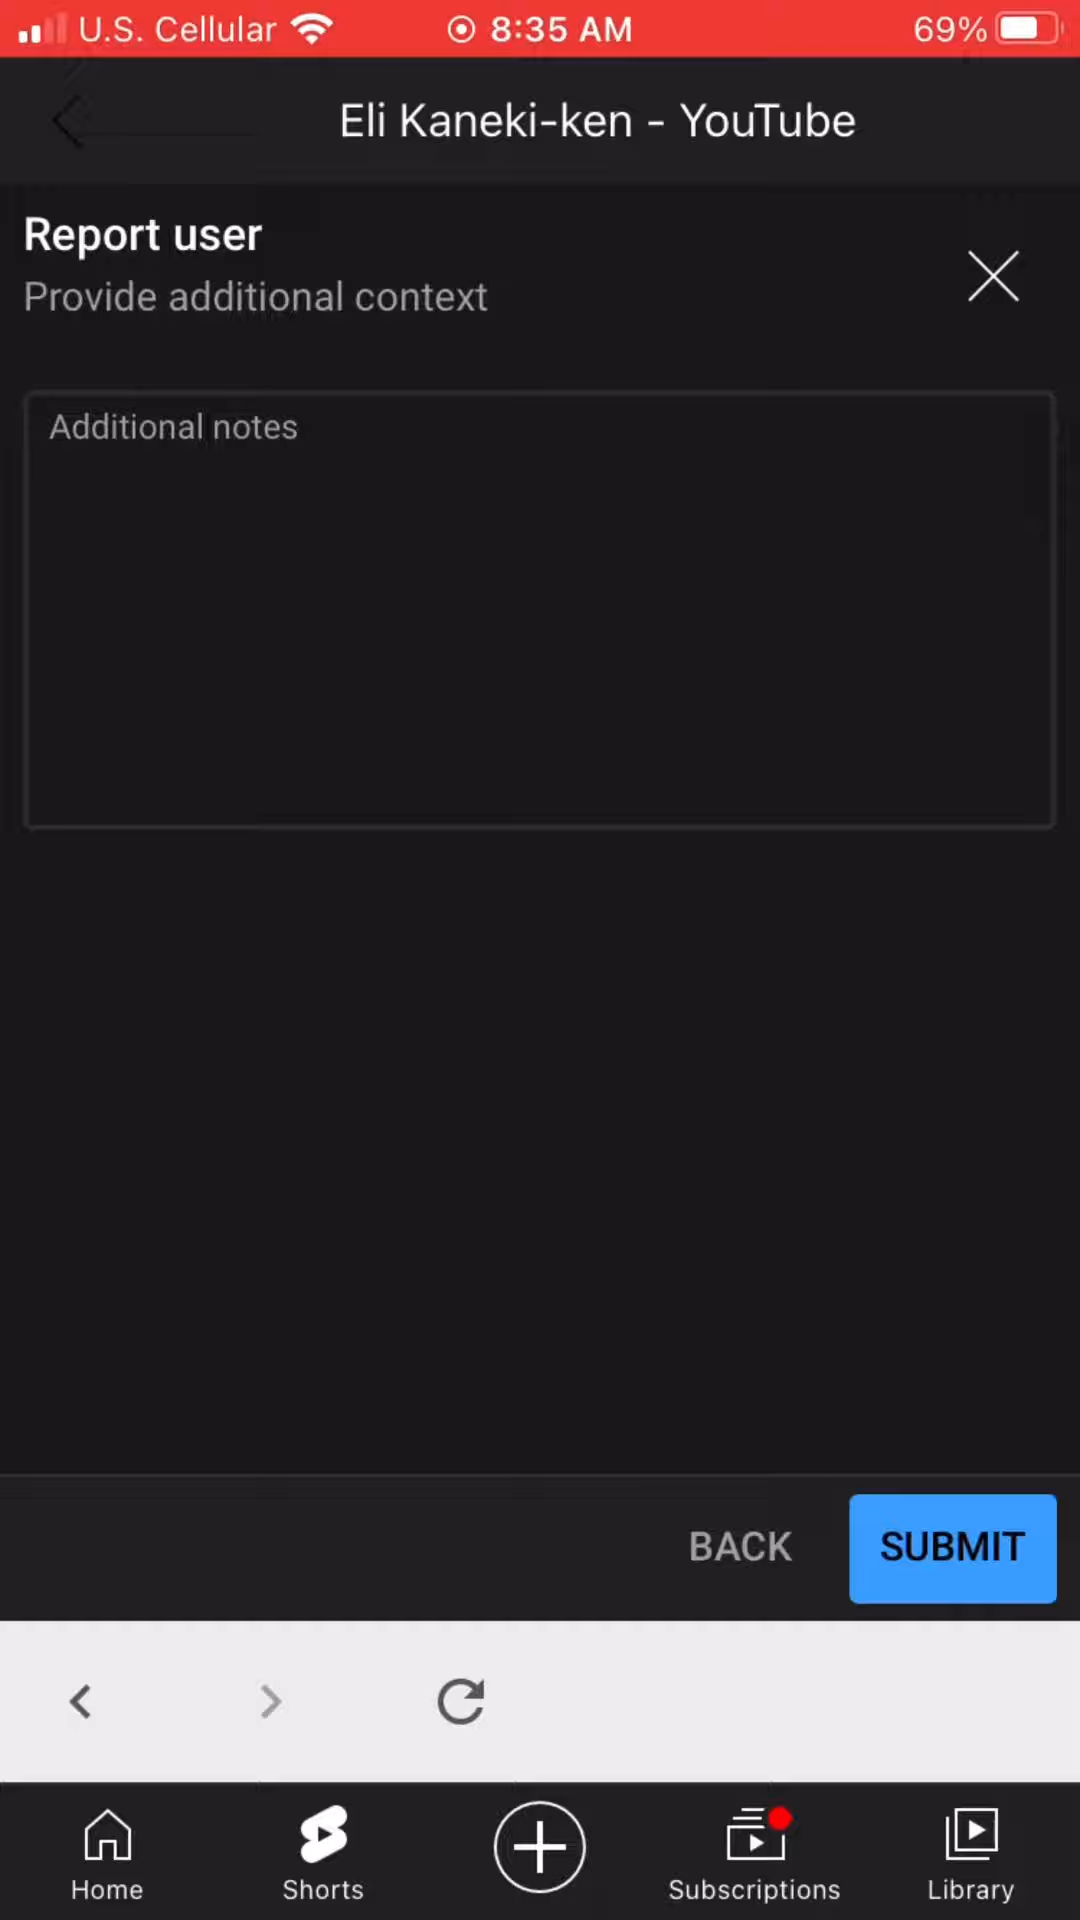 U.S. Cellular 8:35 AM 69%
Eli Kaneki-ken - YouTube
Report user
Provide additional context
Additional notes
BACK SUBMIT
Home Shorts Subscriptions Library